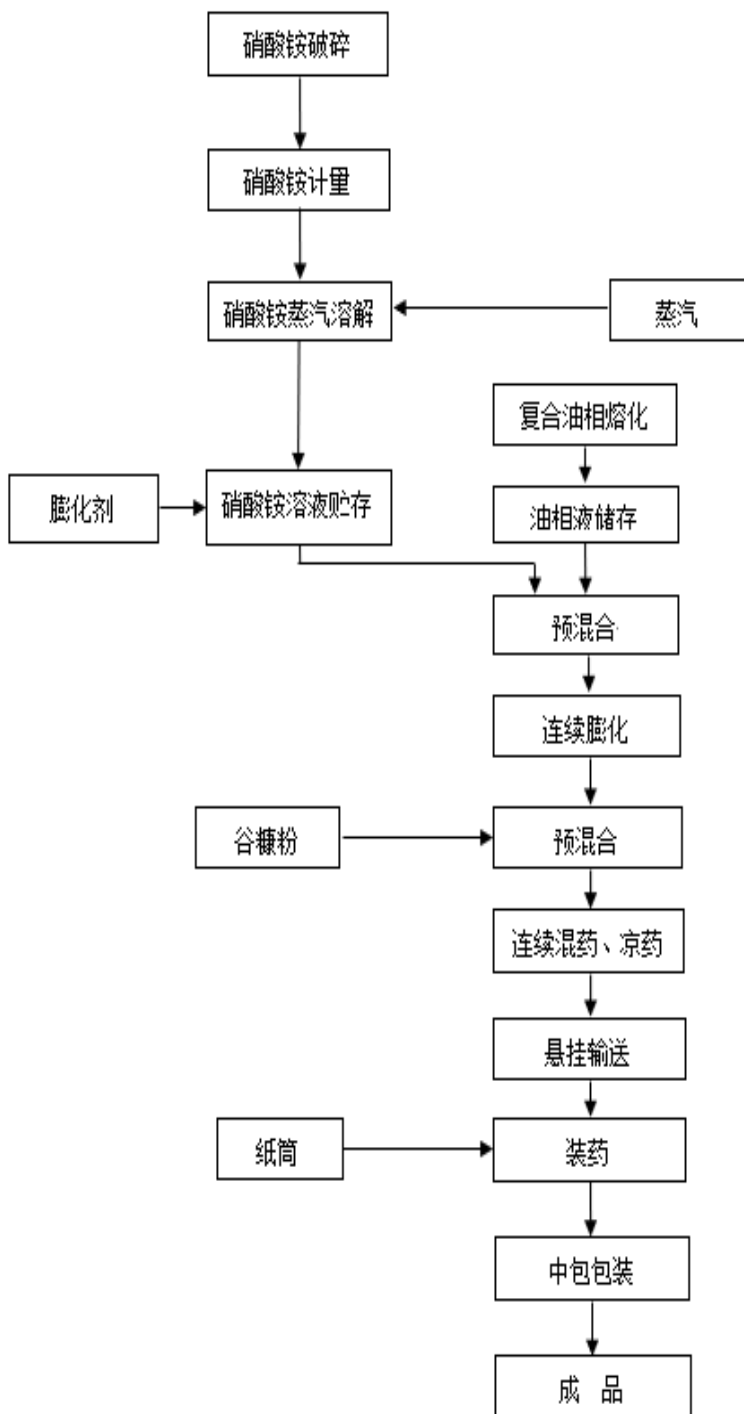 硝酸铵破碎
硝酸铵计量
硝酸铵蒸汽溶解
蒸汽
复合油相熔化
膨化剂
硝酸铵溶液贮存
油相液储存
预混合
连续膨化
谷糠粉
预混合
连续混药、凉药
悬挂输送
纸筒
装药
中包包装
成 品